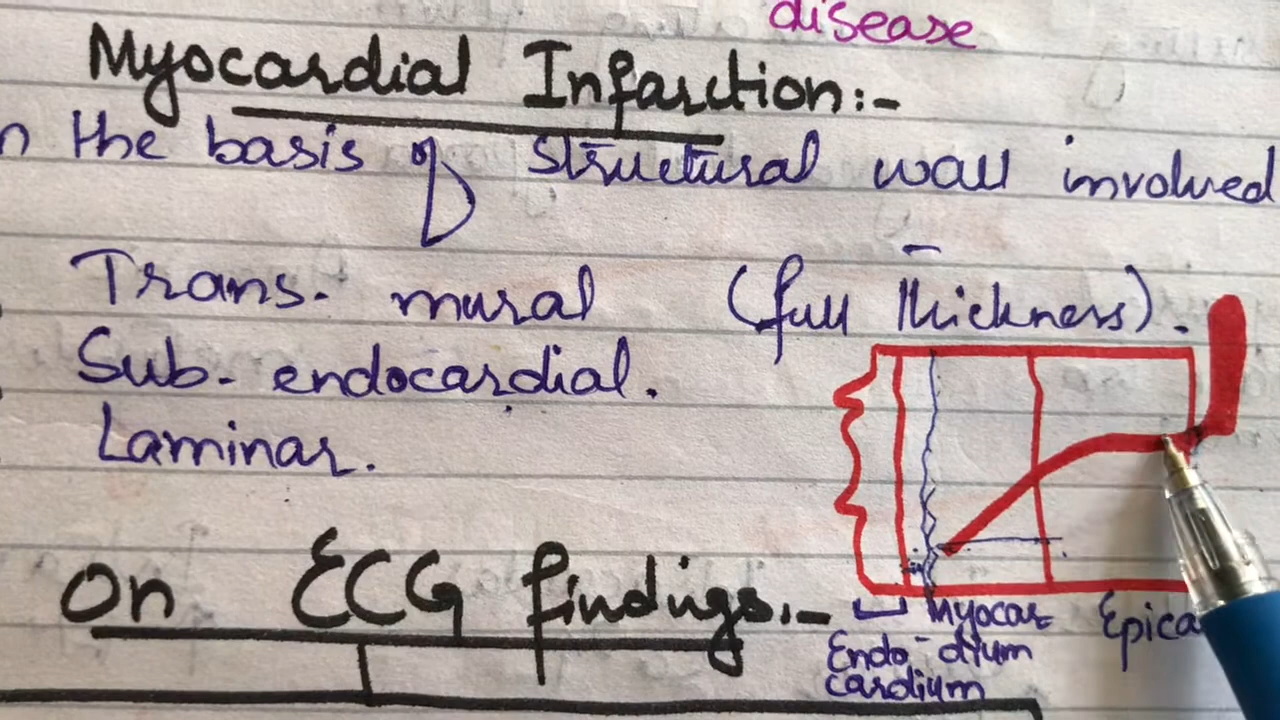 disease
Myocardial Infarction:-
n the basis of structural wall involved
Trans. mural (full thickness).
Sub- endocardial.
Laminar.
On ECG findings:-
Myocar
Epica
Endo- dium
cardium